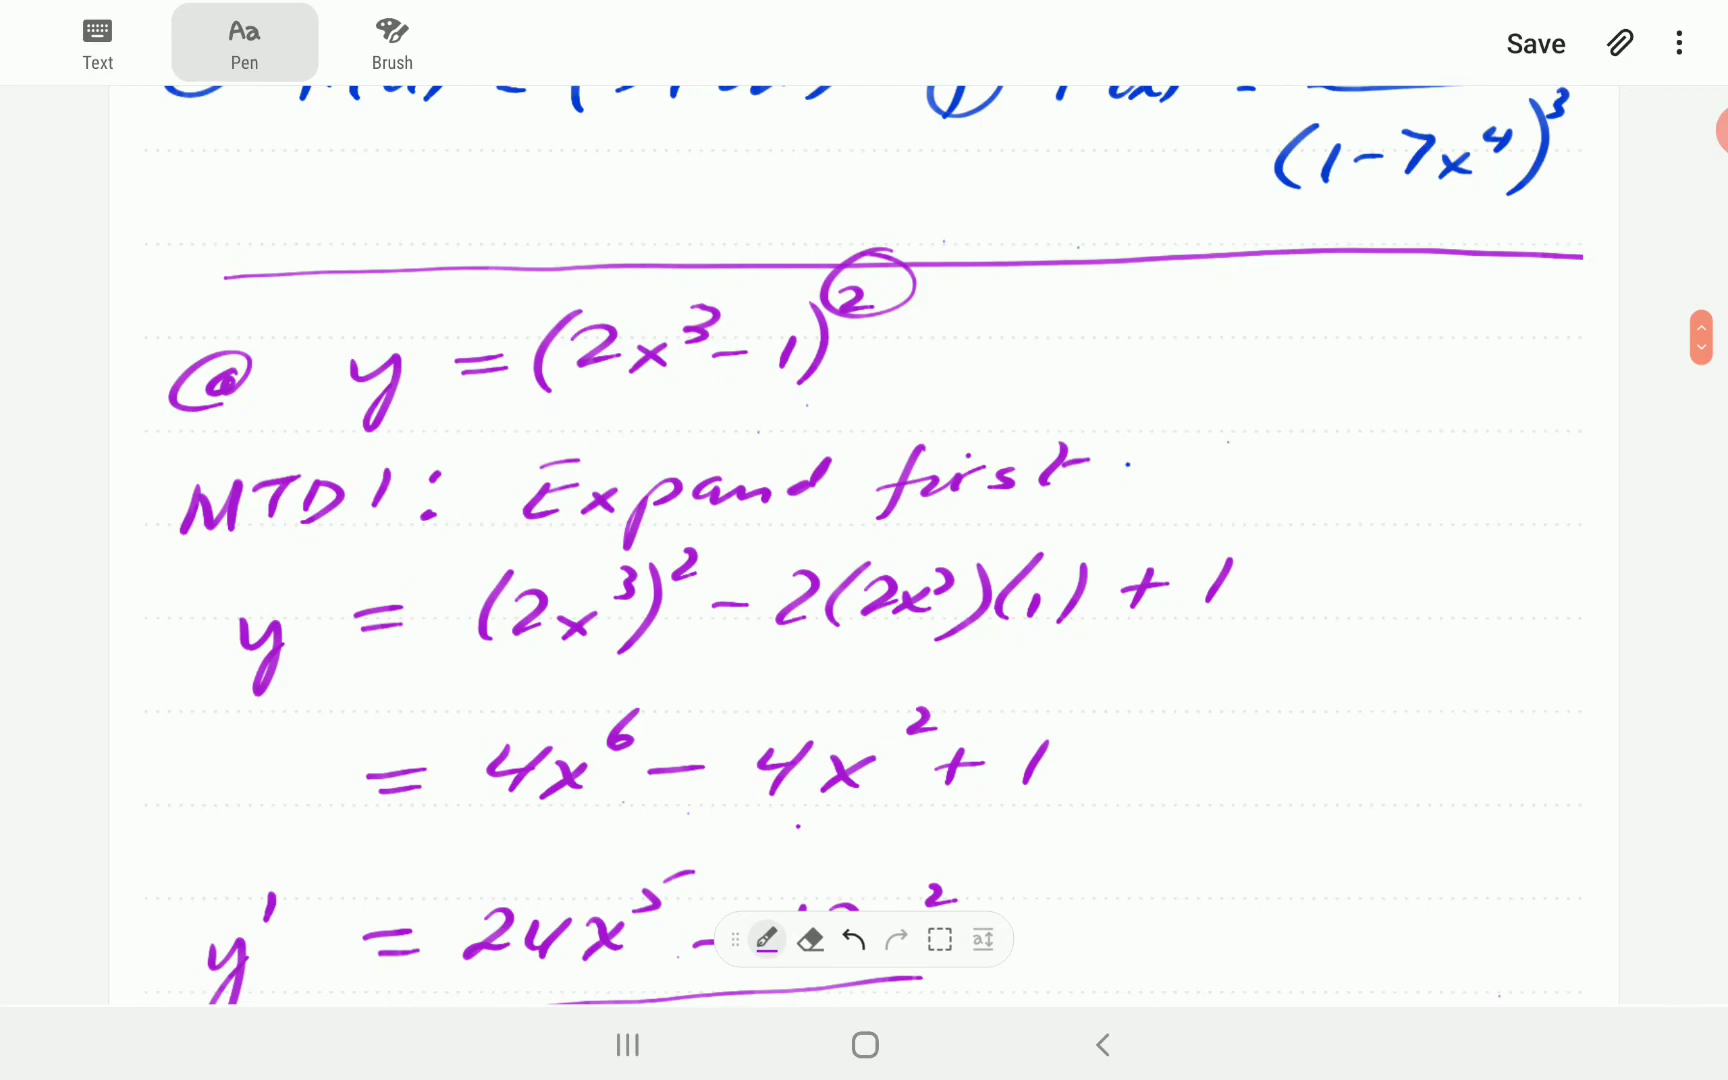 Text Pen Brush Save
(1-7x⁴)³
ⓐ y = (2x³-1)²
MTD1: Expand first.
y = (2x³)² - 2(2x³)(1) + 1
= 4x⁶ - 4x² + 1
y' = 24x⁵ -